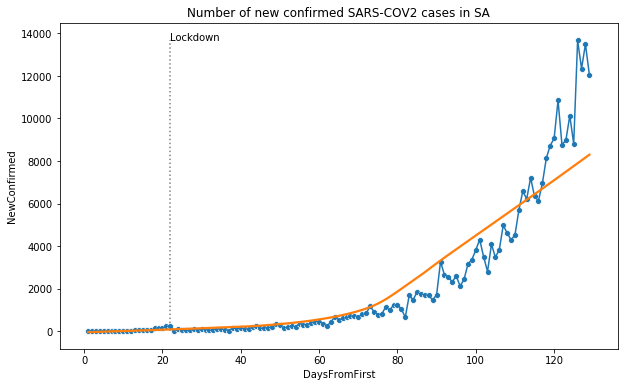 Number of new confirmed SARS-COV2 cases in SA
14000
Lockdown
12000
10000
8000
6000
4000
2000
0
NewConfirmed
0 20 40 60 80 100 120
DaysFromFirst